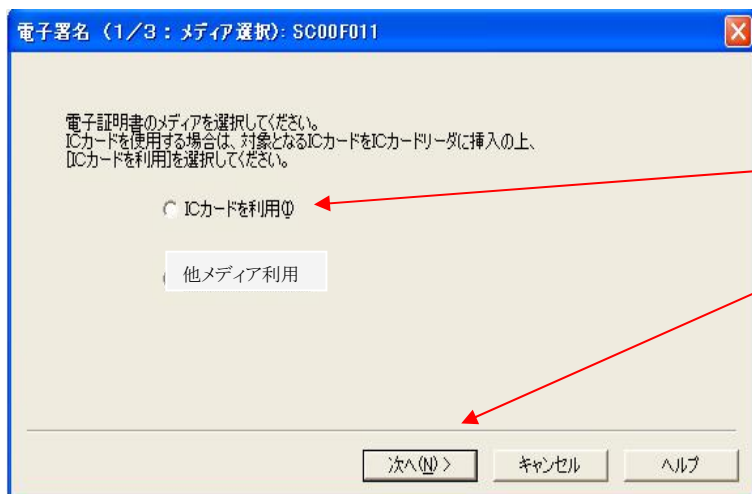 電子署名 (1/3 : メディア選択): SC00F011
電子証明書のメディアを選択してください。
ICカードを使用する場合は、対象となるICカードをICカードリーダに挿入の上、
[ICカードを利用]を選択してください。
ICカードを利用(I)
他メディア利用
次へ(N) >
キャンセル
ヘルプ